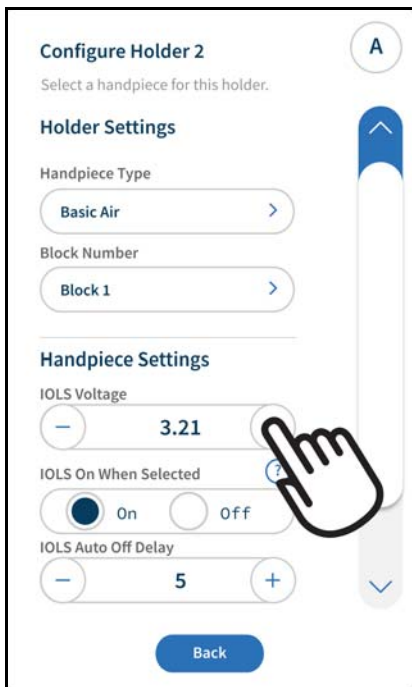 Configure Holder 2
A
Select a handpiece for this holder.
Holder Settings
Handpiece Type
Basic Air
Block Number
Block 1
Handpiece Settings
IOLS Voltage
− 3.21
IOLS On When Selected ?
On Off
IOLS Auto Off Delay
− 5 +
Back